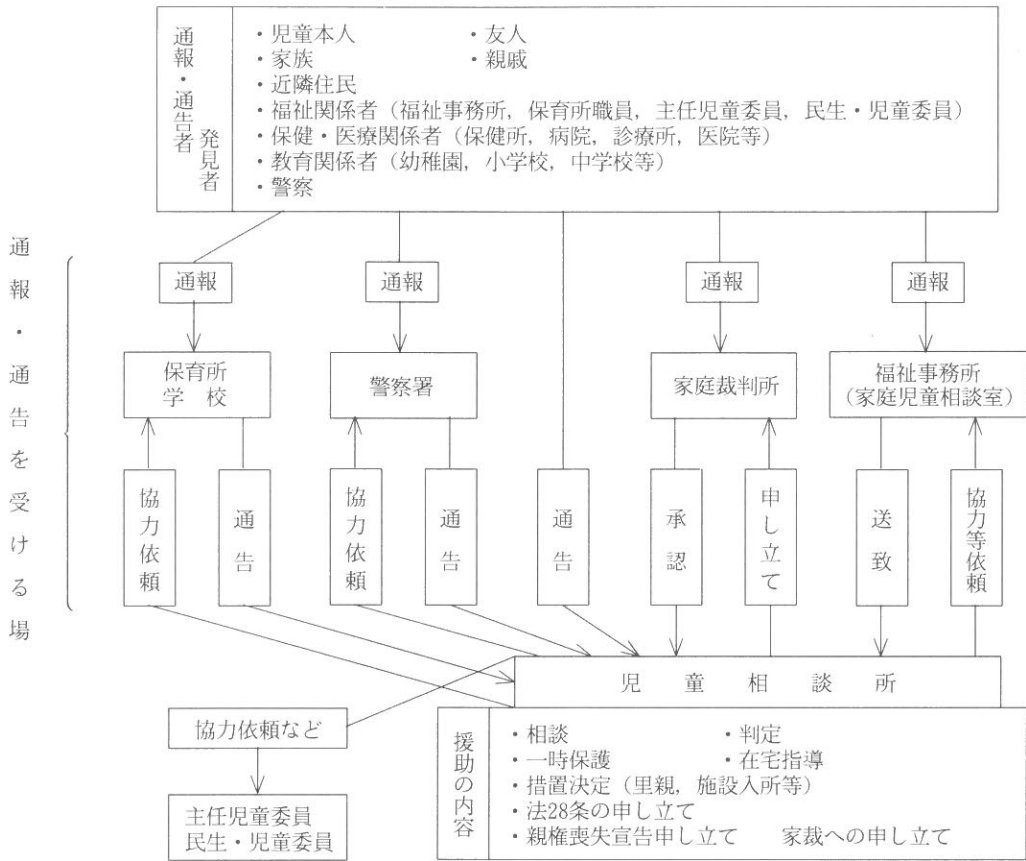 通報・通告者
発見者
・児童本人 ・友人
・家族 ・親戚
・近隣住民
・福祉関係者（福祉事務所，保育所職員，主任児童委員，民生・児童委員）
・保健・医療関係者（保健所，病院，診療所，医院等）
・教育関係者（幼稚園，小学校，中学校等）
・警察
通報・通告を受ける場
通報
通報
通報
通報
保育所
学　校
警察署
家庭裁判所
福祉事務所
（家庭児童相談室）
協力依頼
通告
協力依頼
通告
通告
承認
申し立て
送致
協力等依頼
児童相談所
協力依頼など
主任児童委員
民生・児童委員
援助の内容
・相談 ・判定
・一時保護 ・在宅指導
・措置決定（里親，施設入所等）
・法28条の申し立て
・親権喪失宣告申し立て　家裁への申し立て